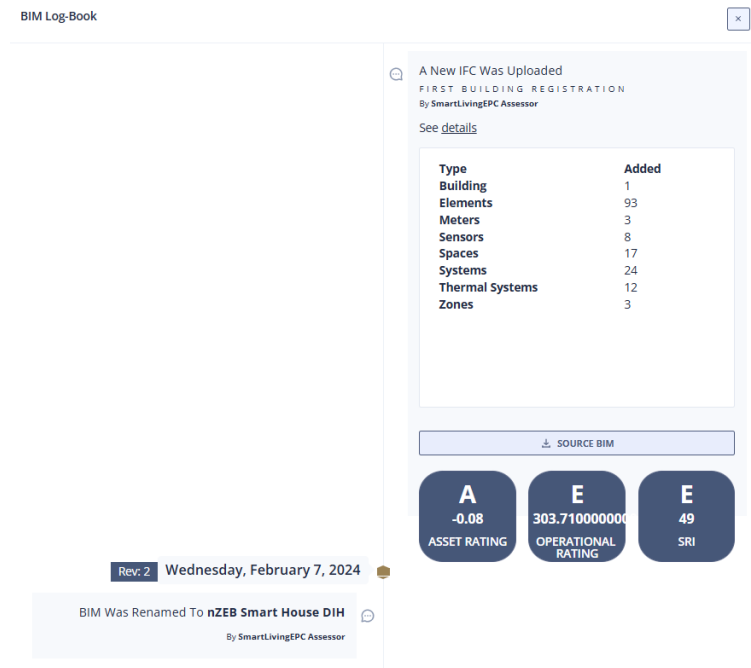 BIM Log-Book
×
A New IFC Was Uploaded
FIRST BUILDING REGISTRATION
By SmartLivingEPC Assessor
See details
Type Added
Building 1
Elements 93
Meters 3
Sensors 8
Spaces 17
Systems 24
Thermal Systems 12
Zones 3
SOURCE BIM
A E E
-0.08 303.710000000 49
ASSET RATING OPERATIONAL RATING SRI
Rev: 2 Wednesday, February 7, 2024
BIM Was Renamed To nZEB Smart House DIH
By SmartLivingEPC Assessor